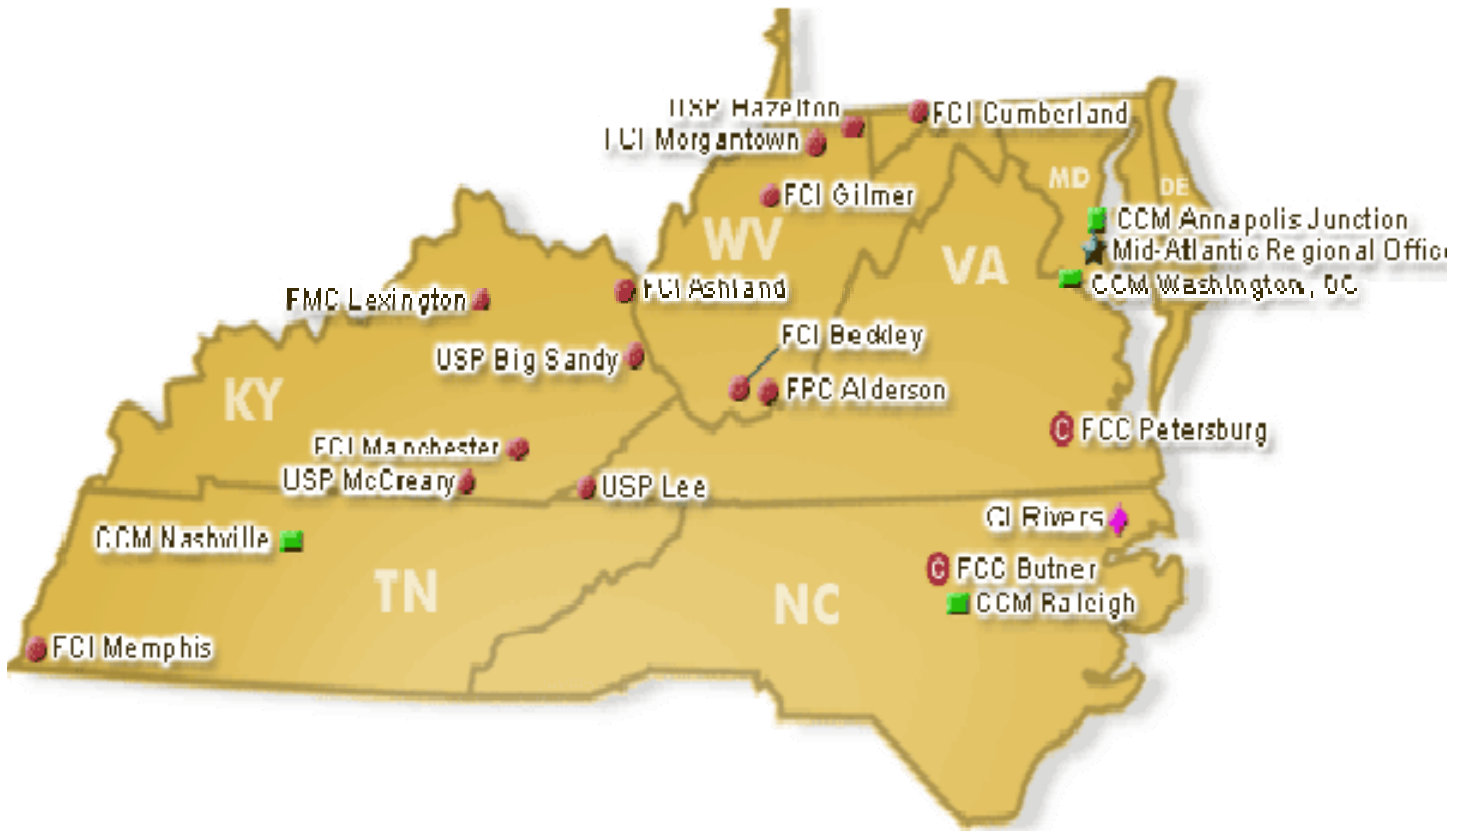 USP Hazelton
FCI Cumberland
FCI Morgantown
MD
DE
FCI Gilmer
CCM Annapolis Junction
WV
Mid-Atlantic Regional Office
VA
CCM Washington, DC
FCI Ashland
FMC Lexington
FCI Beckley
USP Big Sandy
FPC Alderson
KY
FCC Petersburg
FCI Manchester
USP McCreary
USP Lee
CI Rivers
CCM Nashville
FCC Butner
TN
NC
CCM Raleigh
FCI Memphis
C
C